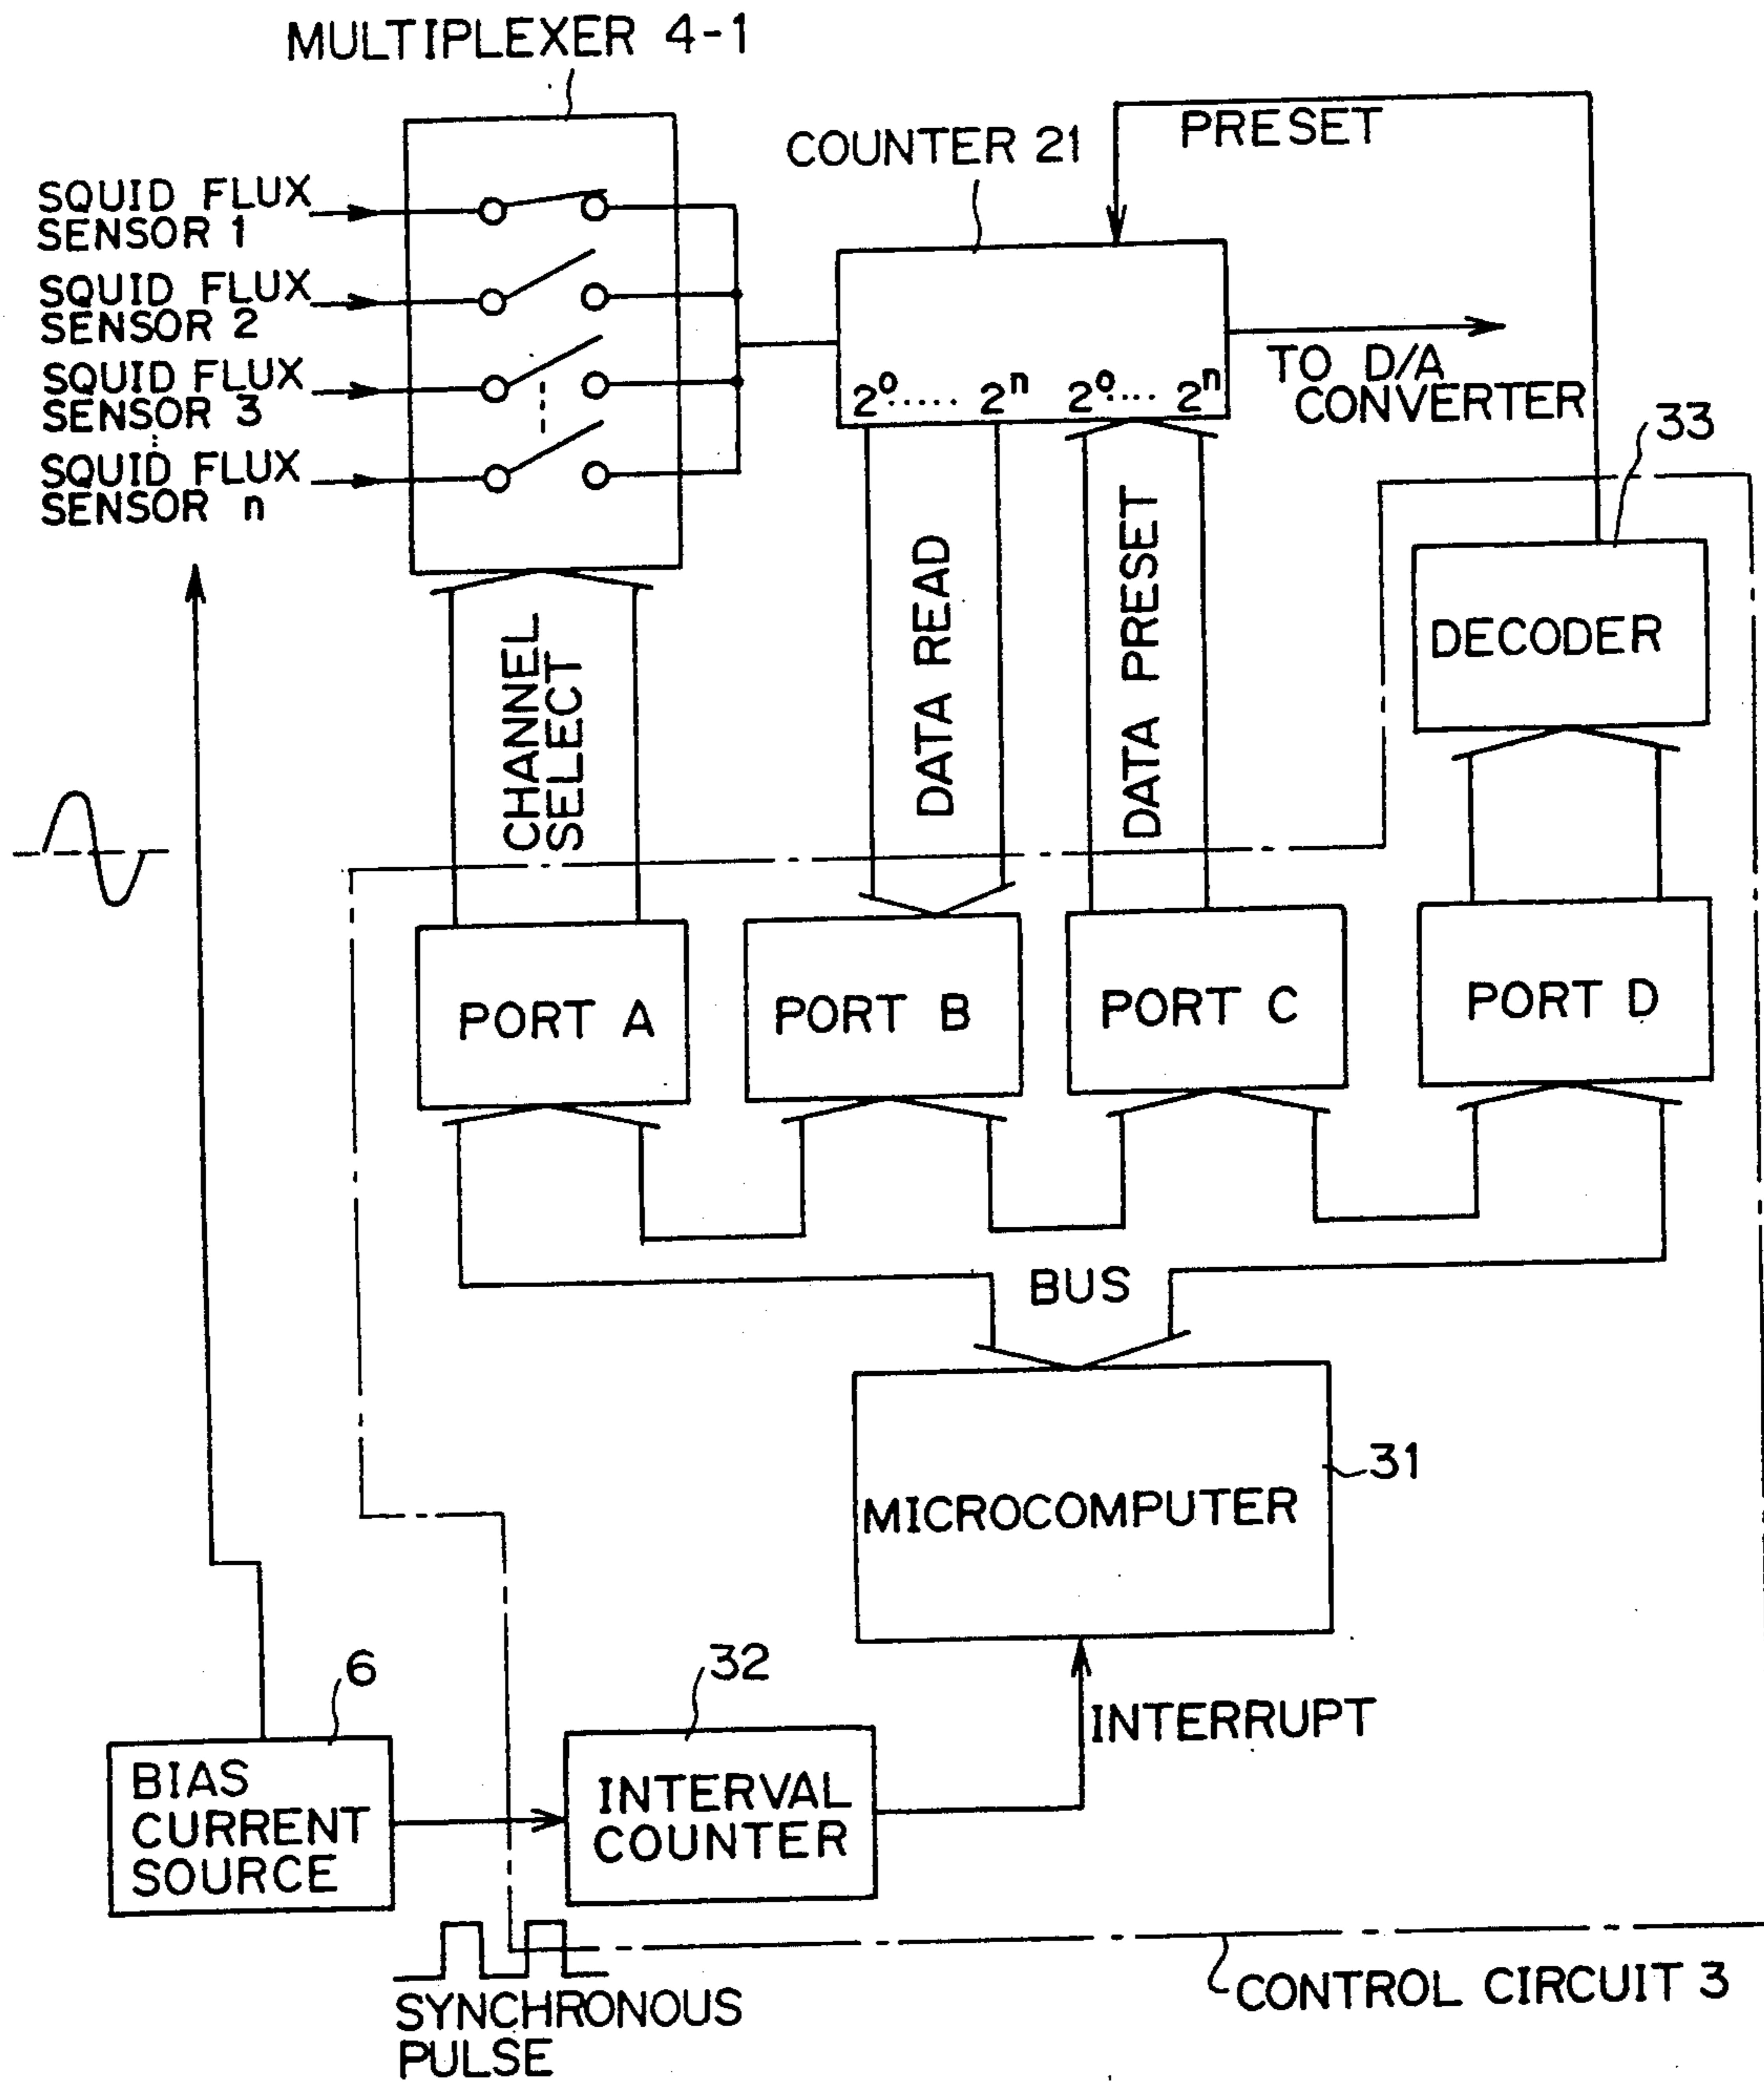 MULTIPLEXER 4-1
COUNTER 21
PRESET
SQUID FLUX
SENSOR 1
SQUID FLUX
SENSOR 2
SQUID FLUX
SENSOR 3
SQUID FLUX
SENSOR n
2⁰..... 2ⁿ 2⁰.... 2ⁿ
TO D/A
CONVERTER
33
DECODER
CHANNEL
SELECT
DATA READ
DATA PRESET
PORT A
PORT B
PORT C
PORT D
BUS
31
MICROCOMPUTER
6
32
INTERRUPT
BIAS
CURRENT
SOURCE
INTERVAL
COUNTER
SYNCHRONOUS
PULSE
CONTROL CIRCUIT 3